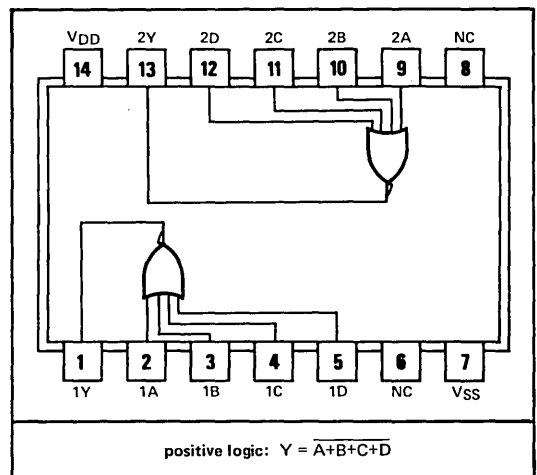 VDD 2Y 2D 2C 2B 2A NC
14 13 12 11 10 9 8
1 2 3 4 5 6 7
1Y 1A 1B 1C 1D NC VSS
positive logic: Y = \overline{A+B+C+D}